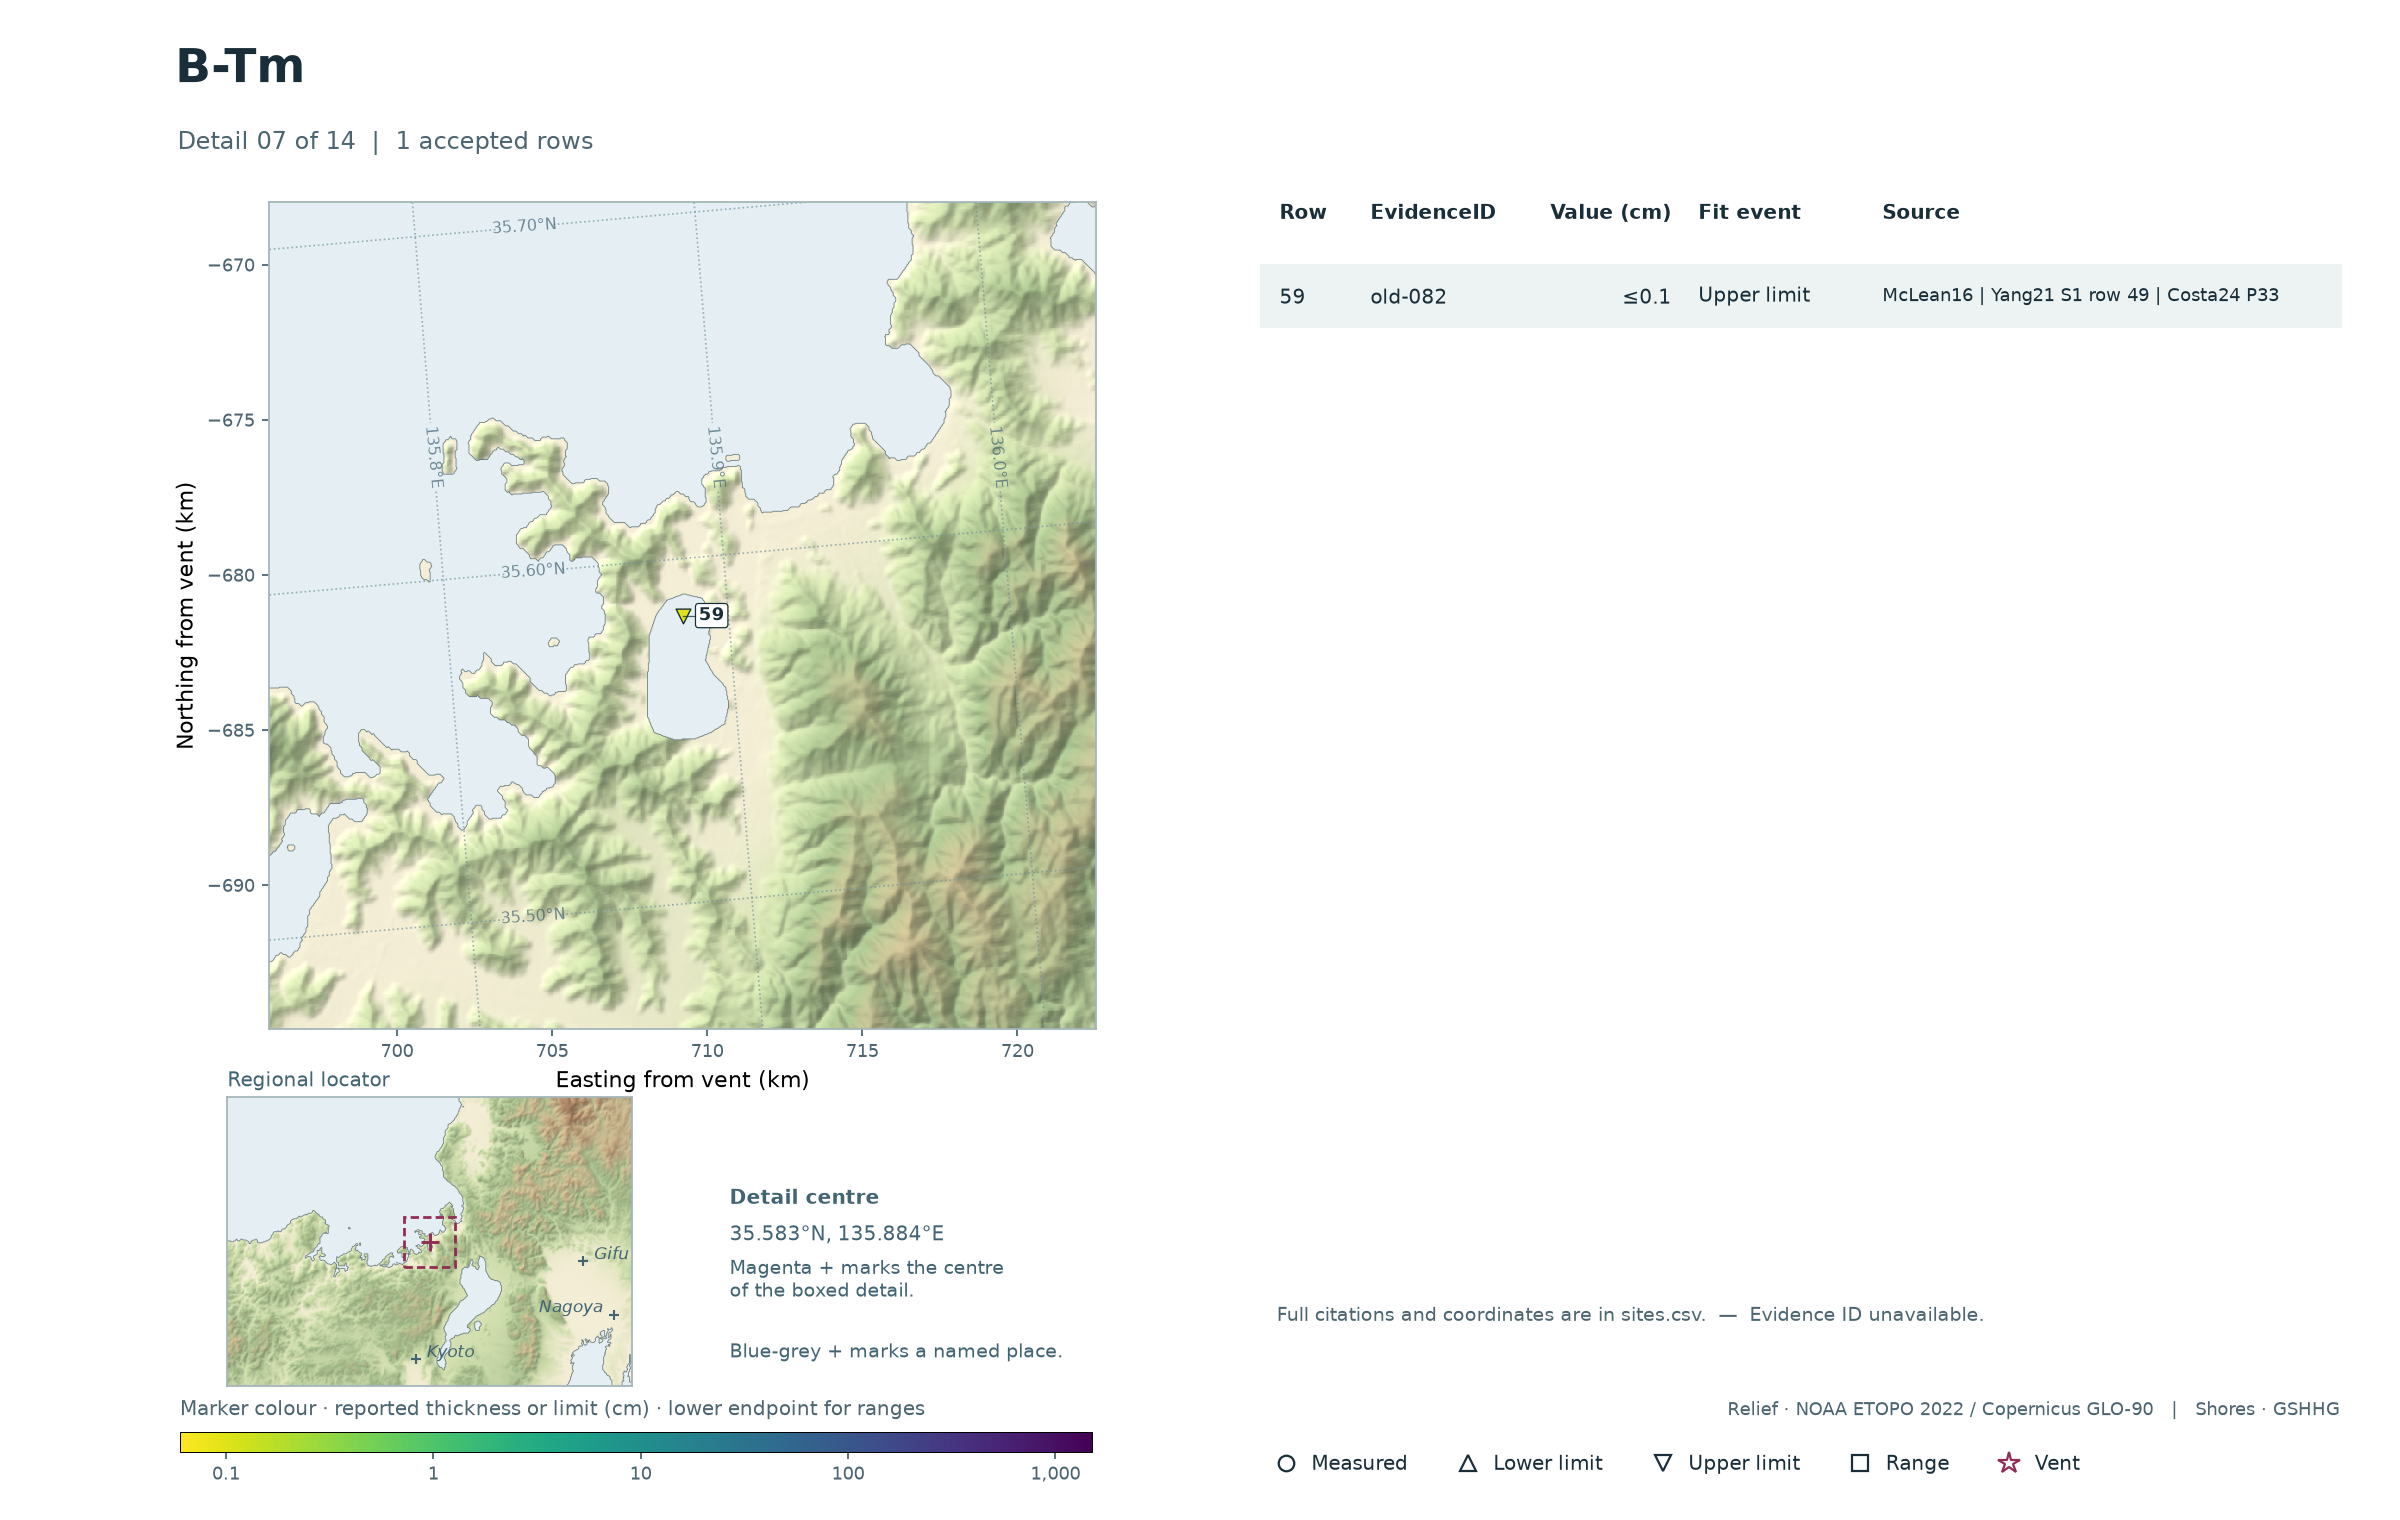 B-Tm
Detail 07 of 14 | 1 accepted rows
35.70°N
135.8°E
135.9°E
136.0°E
35.60°N
59
35.50°N
−670
−675
−680
−685
−690
Northing from vent (km)
700
705
710
715
720
Easting from vent (km)
Row EvidenceID Value (cm) Fit event Source
59 old-082 ≤0.1 Upper limit McLean16 | Yang21 S1 row 49 | Costa24 P33
Regional locator
Gifu
Nagoya
Kyoto
Detail centre
35.583°N, 135.884°E
Magenta + marks the centre
of the boxed detail.
Blue-grey + marks a named place.
Full citations and coordinates are in sites.csv. — Evidence ID unavailable.
Marker colour · reported thickness or limit (cm) · lower endpoint for ranges
0.1
1
10
100
1,000
Relief · NOAA ETOPO 2022 / Copernicus GLO-90 | Shores · GSHHG
Measured
Lower limit
Upper limit
Range
Vent